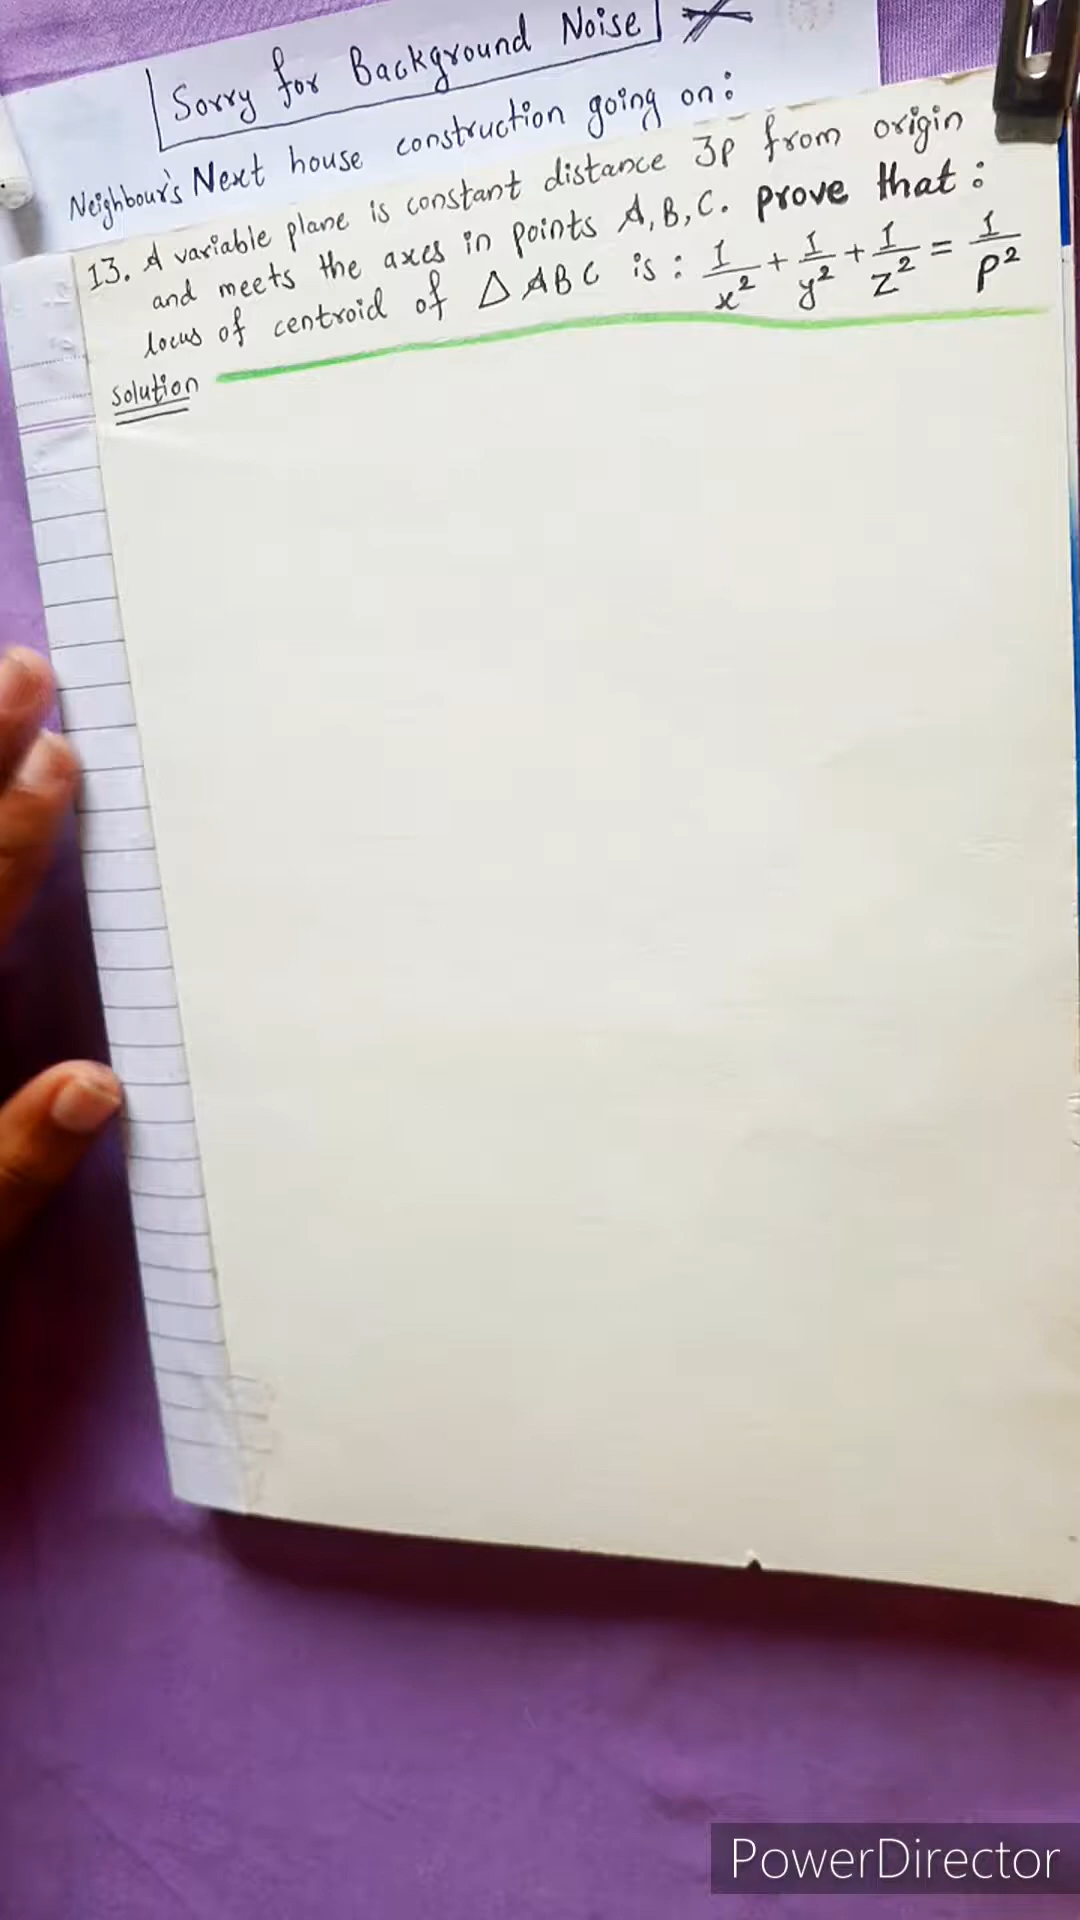 Sorry for Background Noise
Neighbour's Next house construction going on:
13. A variable plane is constant distance 3p from origin
and meets the axes in points A, B, C. prove that:
locus of centroid of △ABC is: 1/x² + 1/y² + 1/z² = 1/p²
Solution
PowerDirector